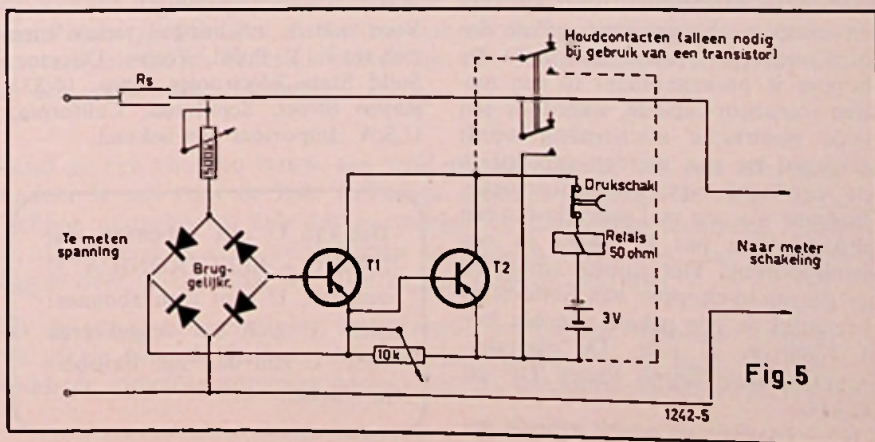 Houdcontacten (alleen nodig
bij gebruik van een transistor)
Rs
500k
Drukschakl.
Te meten
spanning
Brug-
gelijkr.
T1
T2
Relais
50 ohm!
Naar meter
schakeling
3V
10k
Fig.5
1242-5